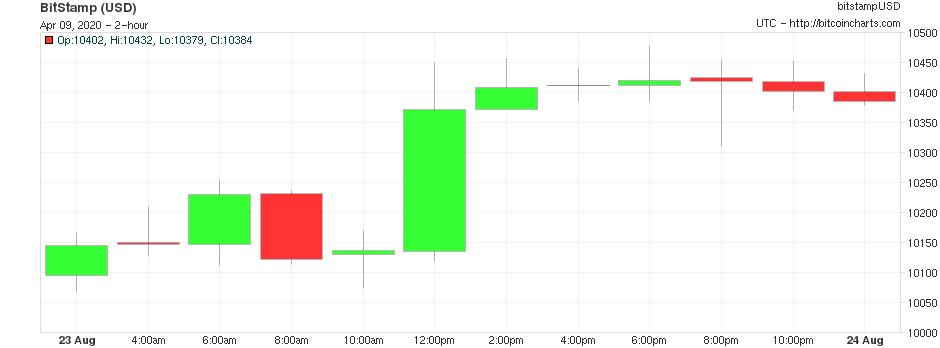 BitStamp (USD)
bitstampUSD
Apr 09, 2020 - 2-hour
UTC - http://bitcoincharts.com
Op:10402, Hi:10432, Lo:10379, Cl:10384
10500
10450
10400
10350
10300
10250
10200
10150
10100
10050
10000
23 Aug 4:00am 6:00am 8:00am 10:00am 12:00pm 2:00pm 4:00pm 6:00pm 8:00pm 10:00pm 24 Aug